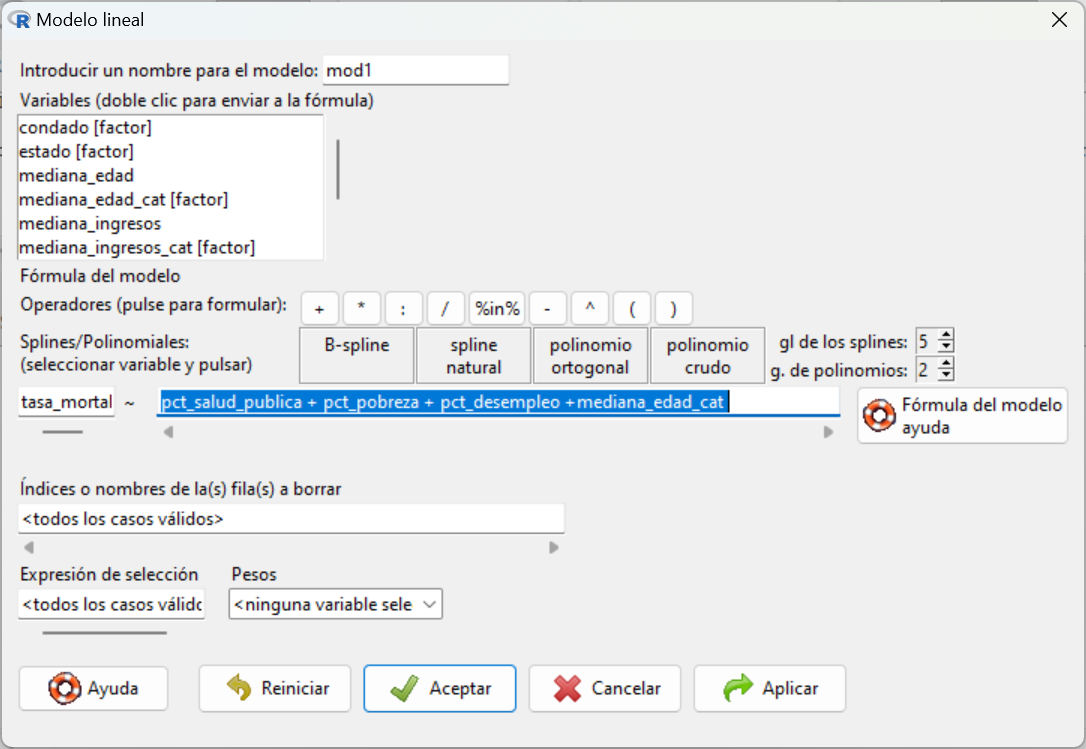 Modelo lineal
Introducir un nombre para el modelo: mod1
Variables (doble clic para enviar a la fórmula)
condado [factor]
estado [factor]
mediana_edad
mediana_edad_cat [factor]
mediana_ingresos
mediana_ingresos_cat [factor]
Fórmula del modelo
Operadores (pulse para formular): + * : / %in% - ^ ( )
Splines/Polinomiales:
(seleccionar variable y pulsar)
B-spline
spline
natural
polinomio
ortogonal
polinomio
crudo
gl de los splines: 5
g. de polinomios: 2
tasa_mortal ~ pct_salud_publica + pct_pobreza + pct_desempleo +mediana_edad_cat
Fórmula del modelo
ayuda
Índices o nombres de la(s) fila(s) a borrar
<todos los casos válidos>
Expresión de selección Pesos
<todos los casos válidc <ninguna variable sele
Ayuda Reiniciar Aceptar Cancelar Aplicar